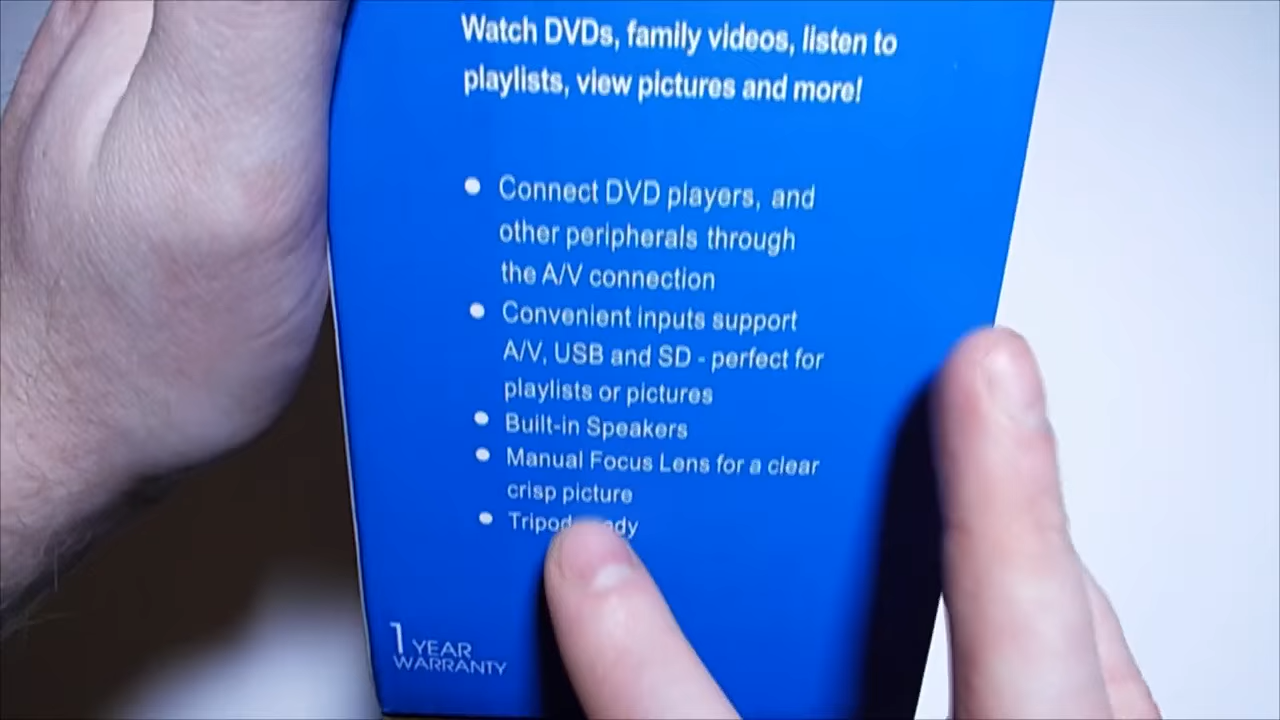 Watch DVDs, family videos, listen to
playlists, view pictures and more!
Connect DVD players, and
other peripherals through
the A/V connection
Convenient inputs support
A/V, USB and SD - perfect for
playlists or pictures
Built-in Speakers
Manual Focus Lens for a clear
crisp picture
Tripod
1 YEAR
WARRANTY